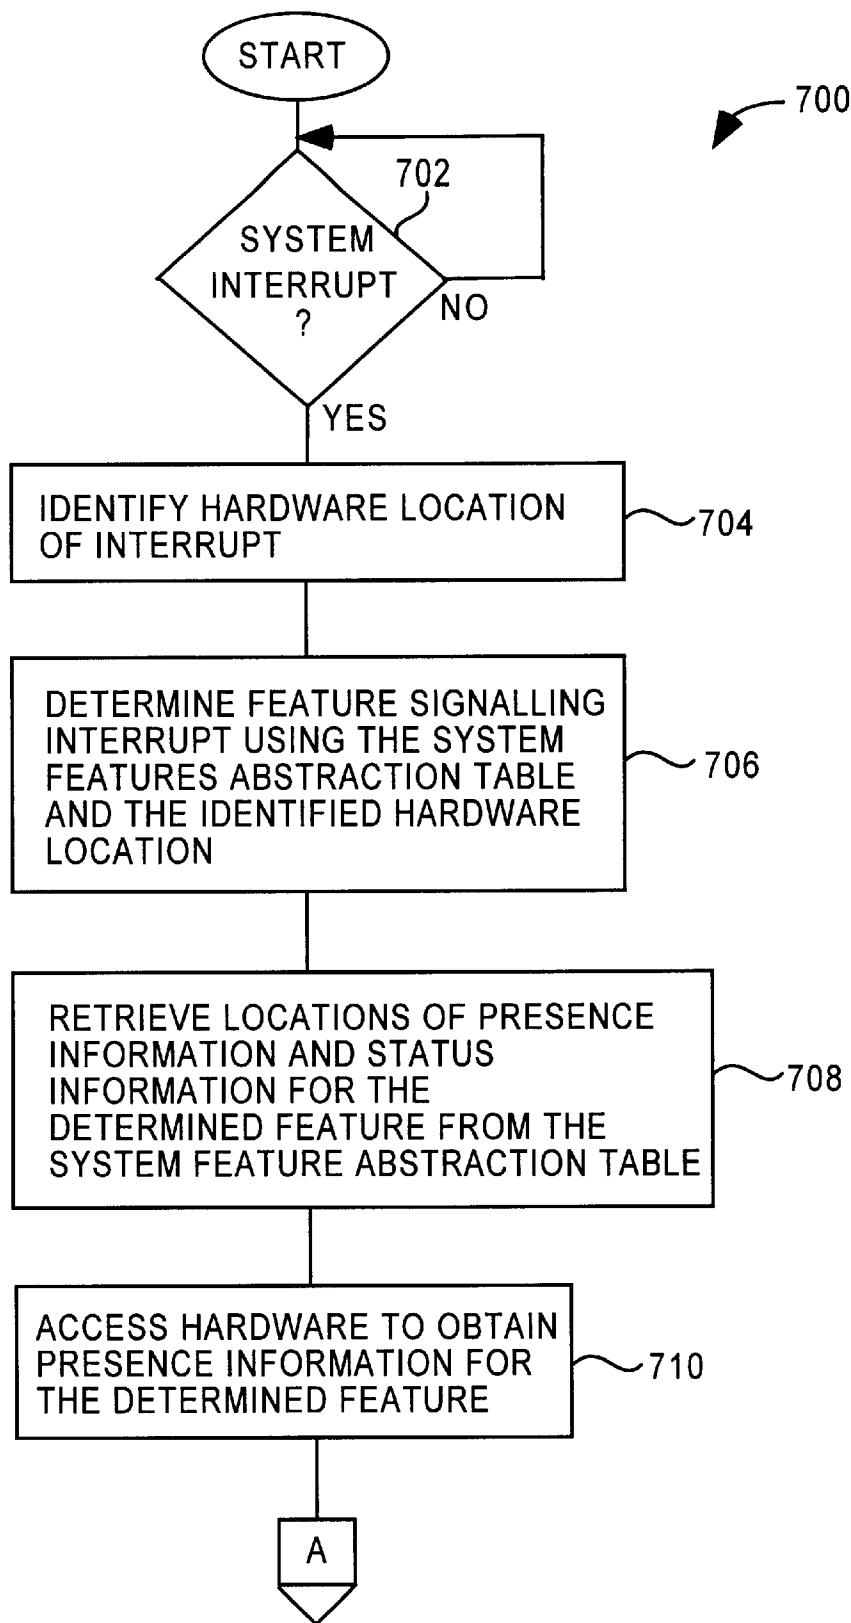 START
700
702
SYSTEM
INTERRUPT
?
NO
YES
IDENTIFY HARDWARE LOCATION
OF INTERRUPT
704
DETERMINE FEATURE SIGNALLING
INTERRUPT USING THE SYSTEM
FEATURES ABSTRACTION TABLE
AND THE IDENTIFIED HARDWARE
LOCATION
706
RETRIEVE LOCATIONS OF PRESENCE
INFORMATION AND STATUS
INFORMATION FOR THE
DETERMINED FEATURE FROM THE
SYSTEM FEATURE ABSTRACTION TABLE
708
ACCESS HARDWARE TO OBTAIN
PRESENCE INFORMATION FOR
THE DETERMINED FEATURE
710
A